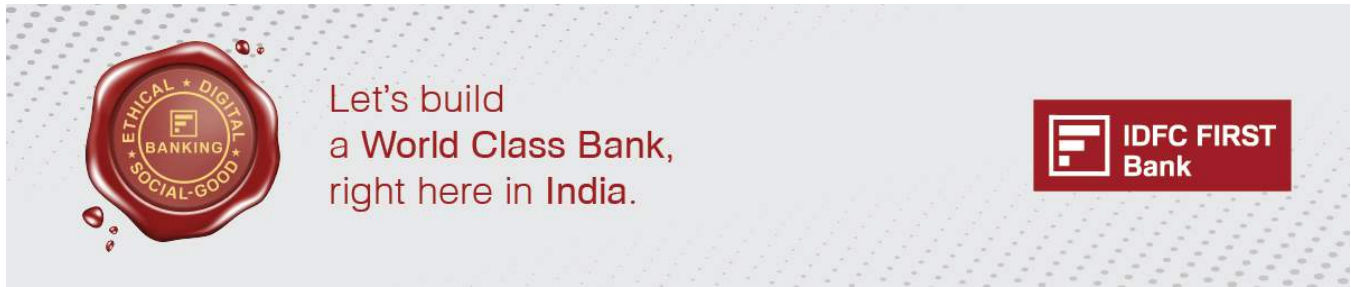 ETHICAL ★ DIGITAL ★ SOCIAL-GOOD ★
BANKING
Let's build
a World Class Bank,
right here in India.
IDFC FIRST
Bank